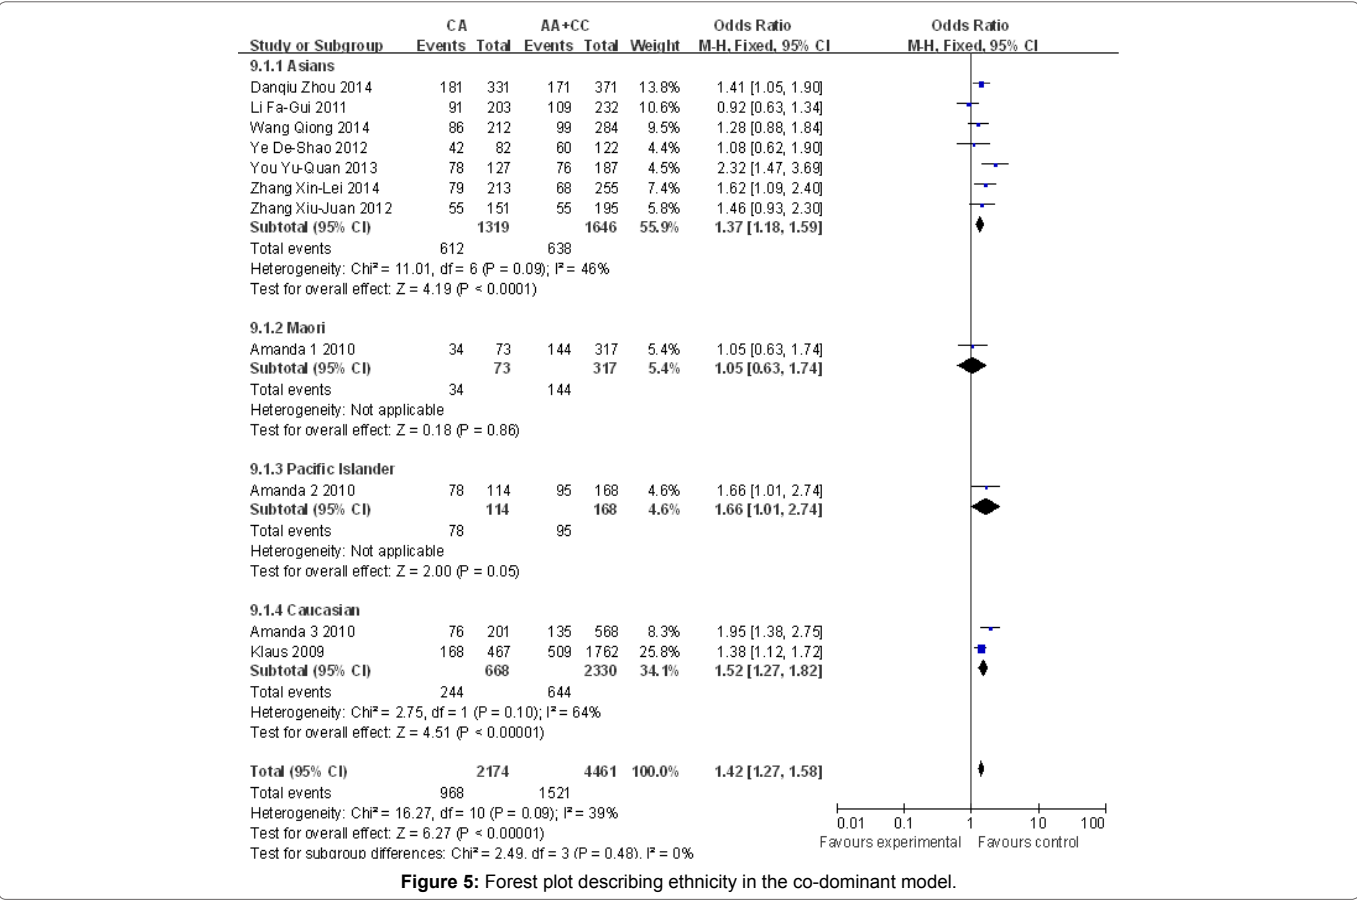 CA AA+CC Odds Ratio Odds Ratio
Study or Subgroup Events Total Events Total Weight M-H, Fixed, 95% CI M-H, Fixed, 95% CI
9.1.1 Asians
Danqiu Zhou 2014 181 331 171 371 13.8% 1.41 [1.05, 1.90]
Li Fa-Gui 2011 91 203 109 232 10.6% 0.92 [0.63, 1.34]
Wang Qiong 2014 86 212 99 284 9.5% 1.28 [0.88, 1.84]
Ye De-Shao 2012 42 82 60 122 4.4% 1.08 [0.62, 1.90]
You Yu-Quan 2013 78 127 76 187 4.5% 2.32 [1.47, 3.69]
Zhang Xin-Lei 2014 79 213 68 255 7.4% 1.62 [1.09, 2.40]
Zhang Xiu-Juan 2012 55 151 55 195 5.8% 1.46 [0.93, 2.30]
Subtotal (95% CI) 1319 1646 55.9% 1.37 [1.18, 1.59]
Total events 612 638
Heterogeneity: Chi² = 11.01, df = 6 (P = 0.09); I² = 46%
Test for overall effect: Z = 4.19 (P < 0.0001)
9.1.2 Maori
Amanda 1 2010 34 73 144 317 5.4% 1.05 [0.63, 1.74]
Subtotal (95% CI) 73 317 5.4% 1.05 [0.63, 1.74]
Total events 34 144
Heterogeneity: Not applicable
Test for overall effect: Z = 0.18 (P = 0.86)
9.1.3 Pacific Islander
Amanda 2 2010 78 114 95 168 4.6% 1.66 [1.01, 2.74]
Subtotal (95% CI) 114 168 4.6% 1.66 [1.01, 2.74]
Total events 78 95
Heterogeneity: Not applicable
Test for overall effect: Z = 2.00 (P = 0.05)
9.1.4 Caucasian
Amanda 3 2010 76 201 135 568 8.3% 1.95 [1.38, 2.75]
Klaus 2009 168 467 509 1762 25.8% 1.38 [1.12, 1.72]
Subtotal (95% CI) 668 2330 34.1% 1.52 [1.27, 1.82]
Total events 244 644
Heterogeneity: Chi² = 2.75, df = 1 (P = 0.10); I² = 64%
Test for overall effect: Z = 4.51 (P < 0.00001)
Total (95% CI) 2174 4461 100.0% 1.42 [1.27, 1.58]
Total events 968 1521
Heterogeneity: Chi² = 16.27, df = 10 (P = 0.09); I² = 39%
Test for overall effect: Z = 6.27 (P < 0.00001)
Test for subgroup differences: Chi² = 2.49, df = 3 (P = 0.48), I² = 0%
0.01 0.1 1 10 100
Favours experimental Favours control
Figure 5: Forest plot describing ethnicity in the co-dominant model.